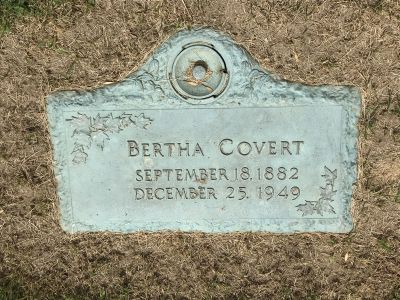 BERTHA COVERT
SEPTEMBER 18, 1882
DECEMBER 25, 1949